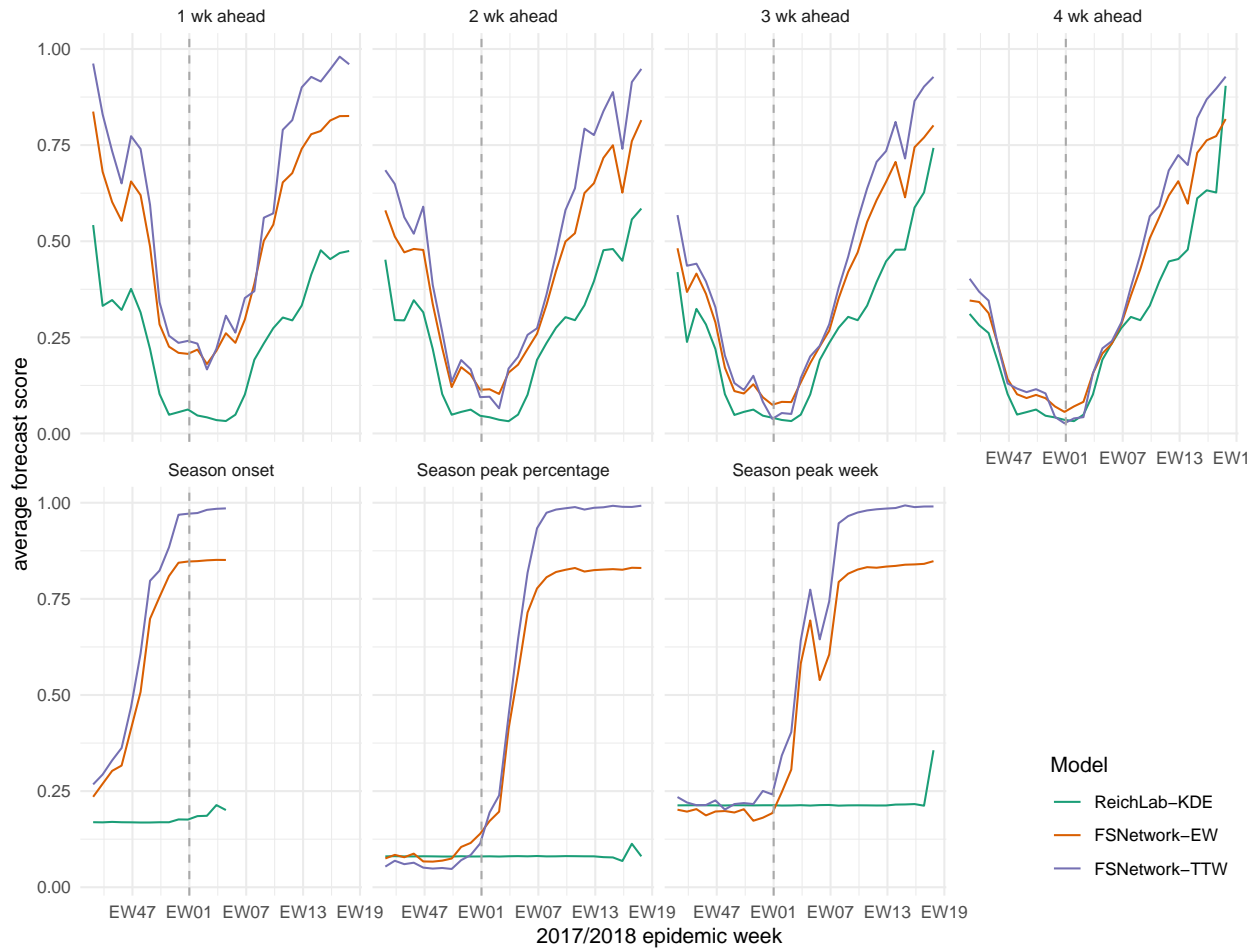 1 wk ahead
2 wk ahead
3 wk ahead
4 wk ahead
1.00
0.75
0.50
0.25
0.00
EW47 EW01 EW07 EW13 EW1
Season onset
Season peak percentage
Season peak week
1.00
0.75
0.50
0.25
0.00
average forecast score
EW47 EW01 EW07 EW13 EW19
EW47 EW01 EW07 EW13 EW19
EW47 EW01 EW07 EW13 EW19
2017/2018 epidemic week
Model
ReichLab−KDE
FSNetwork−EW
FSNetwork−TTW